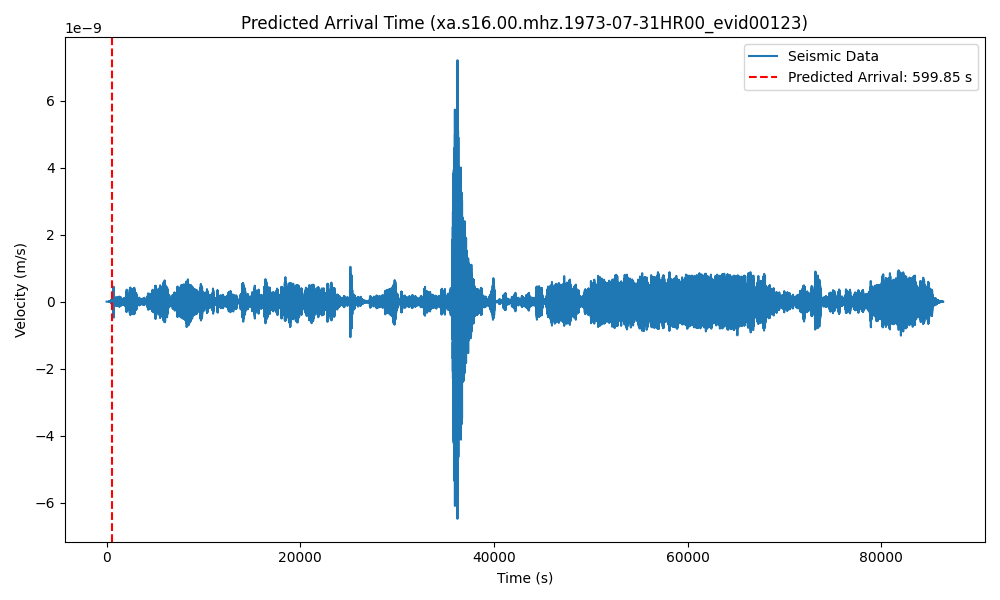 Predicted Arrival Time (xa.s16.00.mhz.1973-07-31HR00_evid00123)
1e−9
Seismic Data
Predicted Arrival: 599.85 s
6
4
2
0
−2
−4
−6
Velocity (m/s)
0 20000 40000 60000 80000
Time (s)